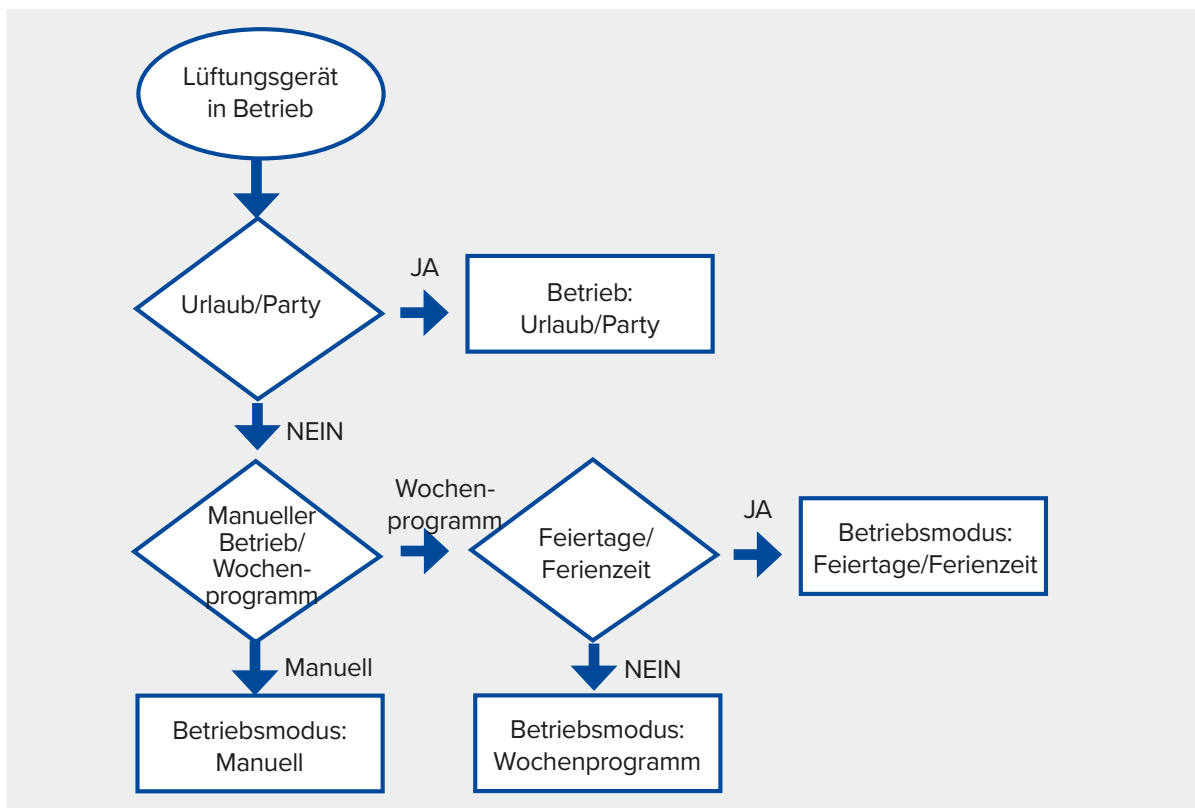 Lüftungsgerät
in Betrieb
JA
Urlaub/Party
Betrieb:
Urlaub/Party
NEIN
Manueller
Betrieb/
Wochen-
programm
Wochen-
programm
Feiertage/
Ferienzeit
JA
Betriebsmodus:
Feiertage/Ferienzeit
Manuell
NEIN
Betriebsmodus:
Manuell
Betriebsmodus:
Wochenprogramm